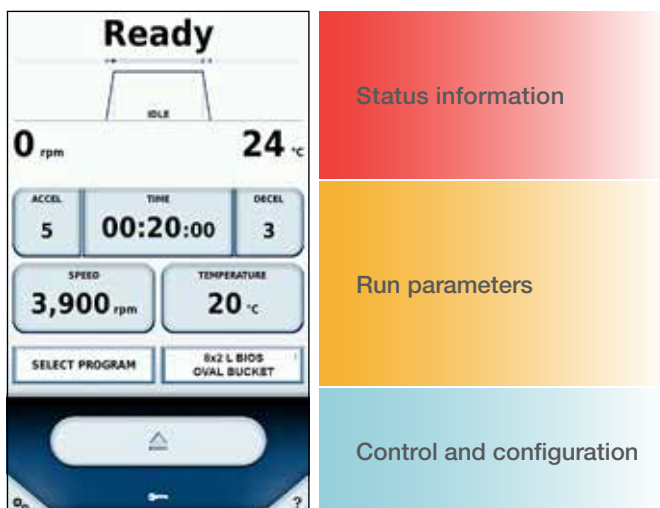 Ready
IDLE
0 rpm
24 °C
ACCEL
5
TIME
00:20:00
DECEL
3
SPEED
3,900 rpm
TEMPERATURE
20 °C
SELECT PROGRAM
8x2 L BIOS
OVAL BUCKET
?
Status information
Run parameters
Control and configuration